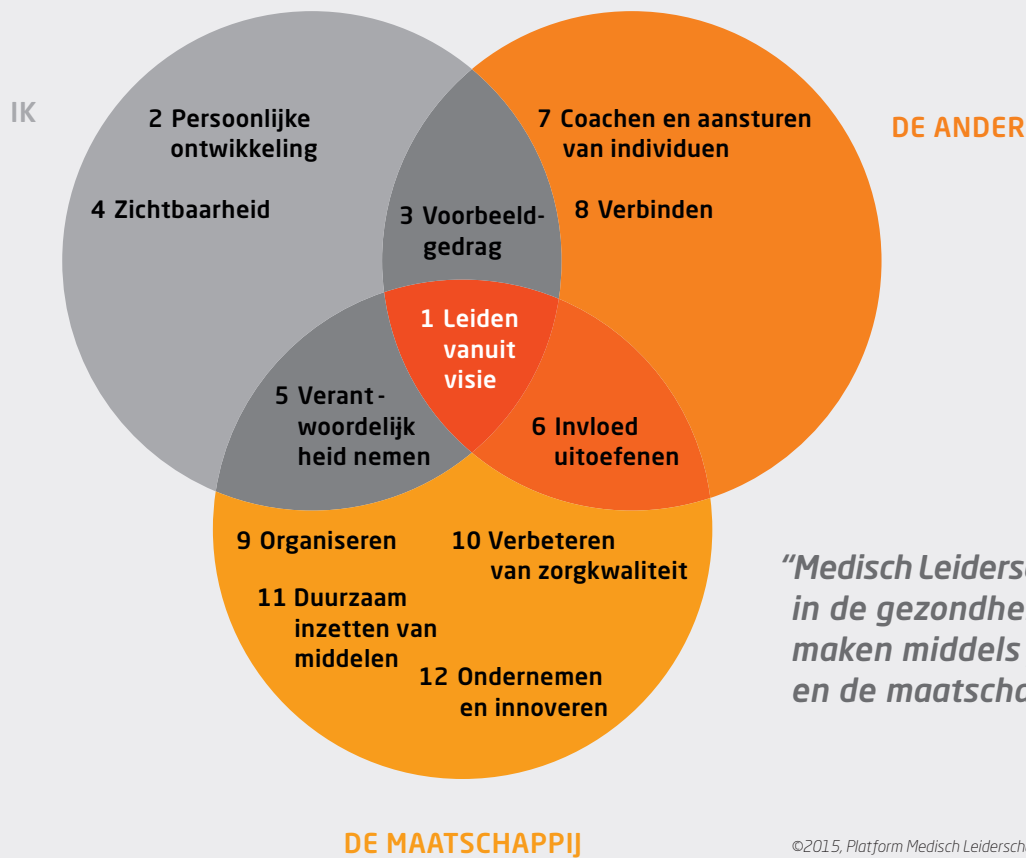 IK
2 Persoonlijke
ontwikkeling
4 Zichtbaarheid
3 Voorbeeld-
gedrag
7 Coachen en aansturen
van individuen
8 Verbinden
DE ANDER
1 Leiden
vanuit
visie
5 Verant-
woordelijk
heid nemen
6 Invloed
uitoefenen
9 Organiseren
10 Verbeteren
van zorgkwaliteit
11 Duurzaam
inzetten van
middelen
12 Ondernemen
en innoveren
"Medisch Leidersc
in de gezondhe
maken middels
en de maatscha
DE MAATSCHAPPIJ
©2015, Platform Medisch Leidersch